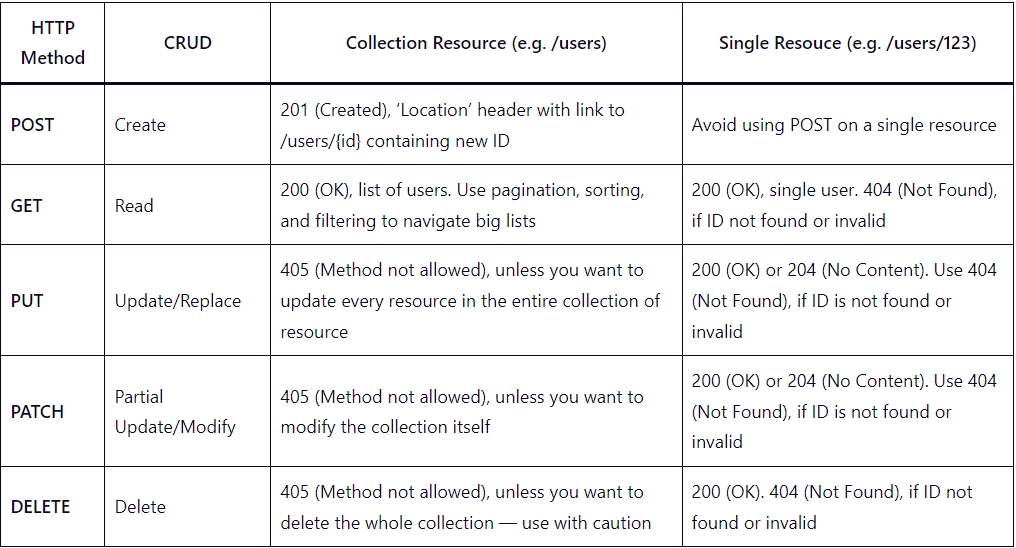 HTTP
Method
CRUD
Collection Resource (e.g. /users)
Single Resouce (e.g. /users/123)
POST
Create
201 (Created), ‘Location’ header with link to
/users/{id} containing new ID
Avoid using POST on a single resource
GET
Read
200 (OK), list of users. Use pagination, sorting,
and filtering to navigate big lists
200 (OK), single user. 404 (Not Found),
if ID not found or invalid
PUT
Update/Replace
405 (Method not allowed), unless you want to
update every resource in the entire collection of
resource
200 (OK) or 204 (No Content). Use 404
(Not Found), if ID is not found or
invalid
PATCH
Partial
Update/Modify
405 (Method not allowed), unless you want to
modify the collection itself
200 (OK) or 204 (No Content). Use 404
(Not Found), if ID is not found or
invalid
DELETE
Delete
405 (Method not allowed), unless you want to
delete the whole collection — use with caution
200 (OK). 404 (Not Found), if ID not
found or invalid